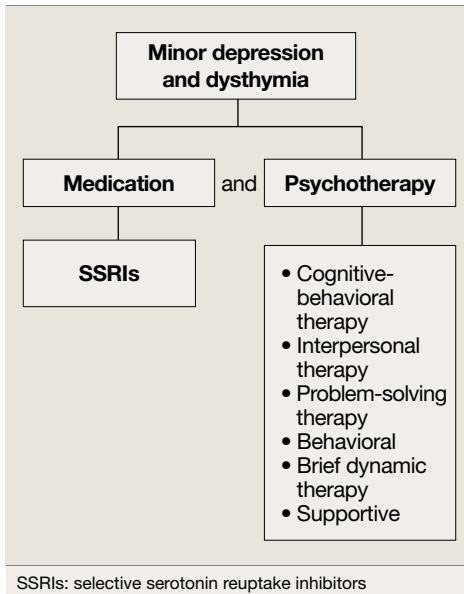 Minor depression
and dysthymia
Medication and Psychotherapy
SSRIs
• Cognitive-
behavioral
therapy
• Interpersonal
therapy
• Problem-solving
therapy
• Behavioral
• Brief dynamic
therapy
• Supportive
SSRIs: selective serotonin reuptake inhibitors